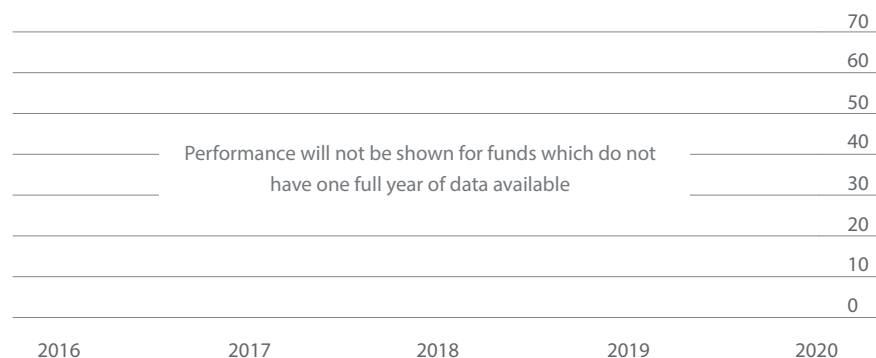 70
60
50
Performance will not be shown for funds which do not
40
have one full year of data available
30
20
10
0
2016 2017 2018 2019 2020